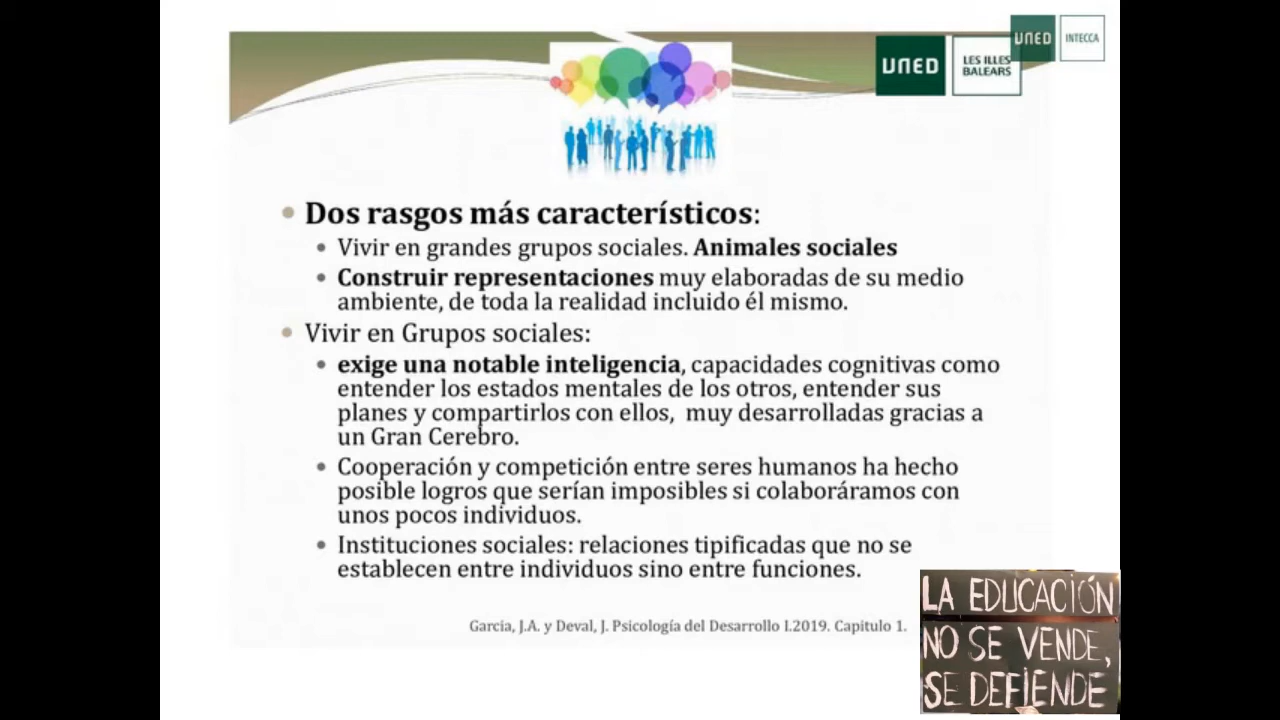 UNED
INTECCA
UNED
LES ILLES
BALEARS
• Dos rasgos más característicos:
• Vivir en grandes grupos sociales. Animales sociales
• Construir representaciones muy elaboradas de su medio
ambiente, de toda la realidad incluido él mismo.
• Vivir en Grupos sociales:
• exige una notable inteligencia, capacidades cognitivas como
entender los estados mentales de los otros, entender sus
planes y compartirlos con ellos, muy desarrolladas gracias a
un Gran Cerebro.
• Cooperación y competición entre seres humanos ha hecho
posible logros que serían imposibles si colaboráramos con
unos pocos individuos.
• Instituciones sociales: relaciones tipificadas que no se
establecen entre individuos sino entre funciones.
Garcia, J.A. y Deval, J. Psicología del Desarrollo I.2019. Capitulo 1.
LA EDUCACIÓN
NO SE VENDE,
SE DEFIENDE